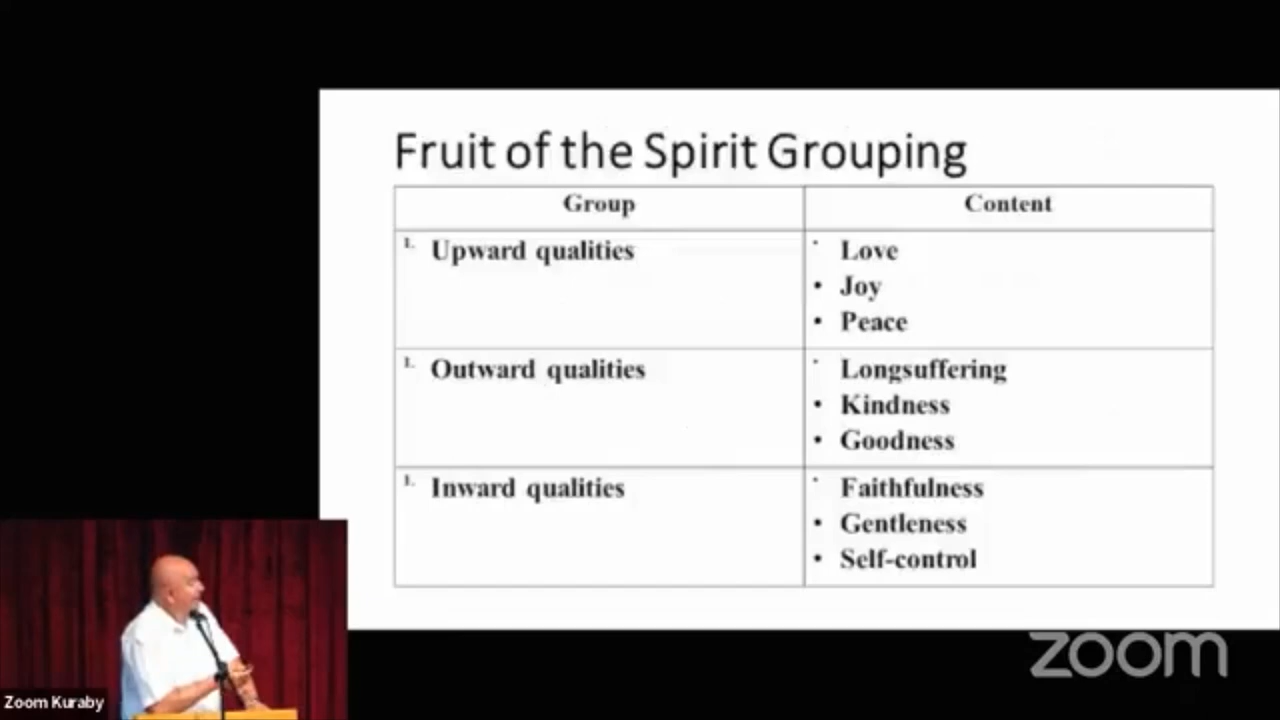 Fruit of the Spirit Grouping
Group Content
1. Upward qualities
• Love
• Joy
• Peace
1. Outward qualities
• Longsuffering
• Kindness
• Goodness
1. Inward qualities
• Faithfulness
• Gentleness
• Self-control
Zoom Kuraby
zoom